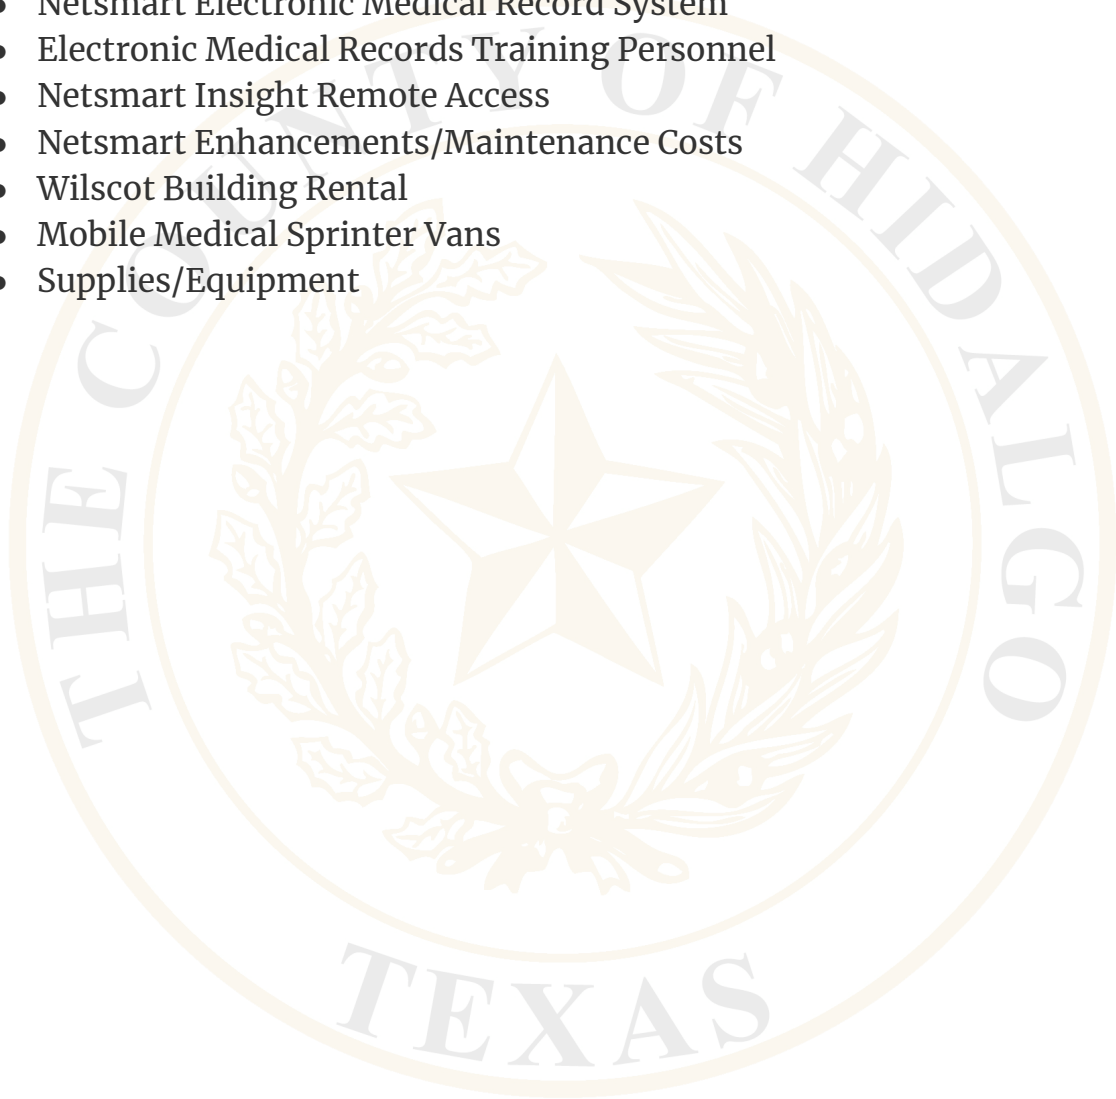 • Netsmart Electronic Medical Record System
• Electronic Medical Records Training Personnel
• Netsmart Insight Remote Access
• Netsmart Enhancements/Maintenance Costs
• Wilscot Building Rental
• Mobile Medical Sprinter Vans
• Supplies/Equipment
THE COUNTY OF HIDALGO
TEXAS